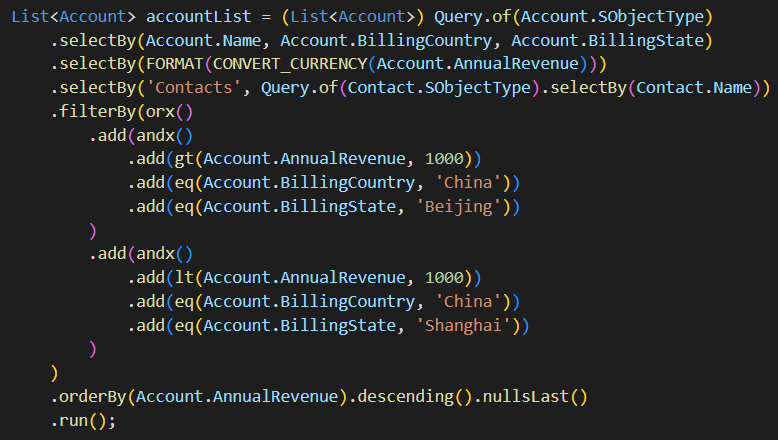 List<Account> accountList = (List<Account>) Query.of(Account.SObjectType)
    .selectBy(Account.Name, Account.BillingCountry, Account.BillingState)
    .selectBy(FORMAT(CONVERT_CURRENCY(Account.AnnualRevenue)))
    .selectBy('Contacts', Query.of(Contact.SObjectType).selectBy(Contact.Name))
    .filterBy(orx()
        .add(andx()
            .add(gt(Account.AnnualRevenue, 1000))
            .add(eq(Account.BillingCountry, 'China'))
            .add(eq(Account.BillingState, 'Beijing'))
        )
        .add(andx()
            .add(lt(Account.AnnualRevenue, 1000))
            .add(eq(Account.BillingCountry, 'China'))
            .add(eq(Account.BillingState, 'Shanghai'))
        )
    )
    .orderBy(Account.AnnualRevenue).descending().nullsLast()
    .run();